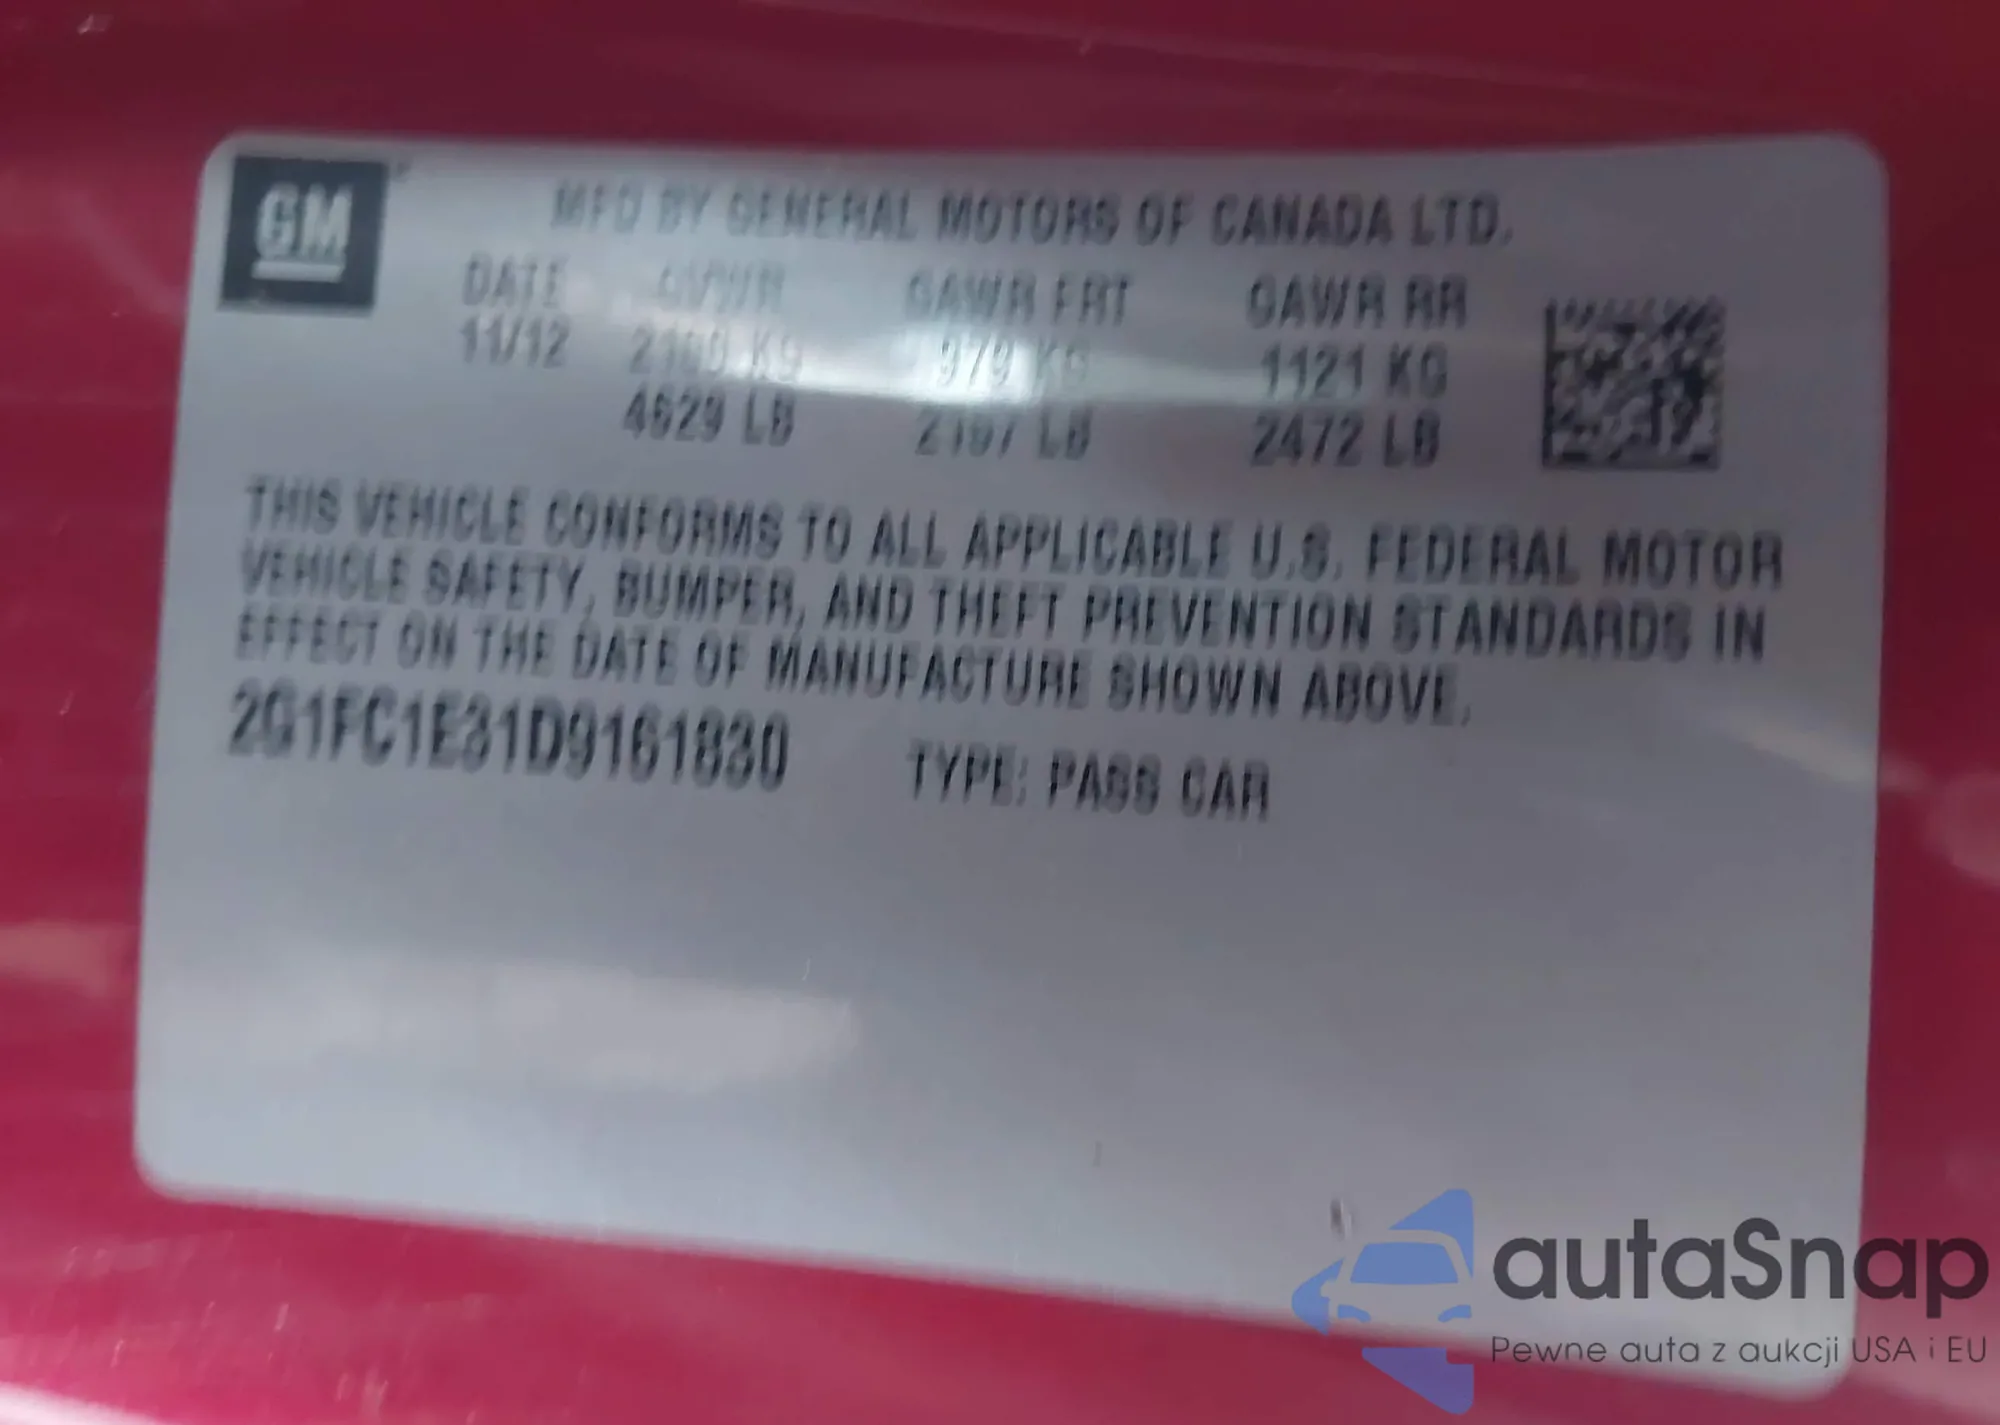 GM
MFD BY GENERAL MOTORS OF CANADA LTD.
DATE GVWR GAWR FRT GAWR RR
11/12 2100 KG 979 KG 1121 KG
4629 LB 2157 LB 2472 LB
THIS VEHICLE CONFORMS TO ALL APPLICABLE U.S. FEDERAL MOTOR
VEHICLE SAFETY, BUMPER, AND THEFT PREVENTION STANDARDS IN
EFFECT ON THE DATE OF MANUFACTURE SHOWN ABOVE.
2G1FC1E31D9161830 TYPE: PASS CAR
autaSnap
Pewne auta z aukcji USA i EU